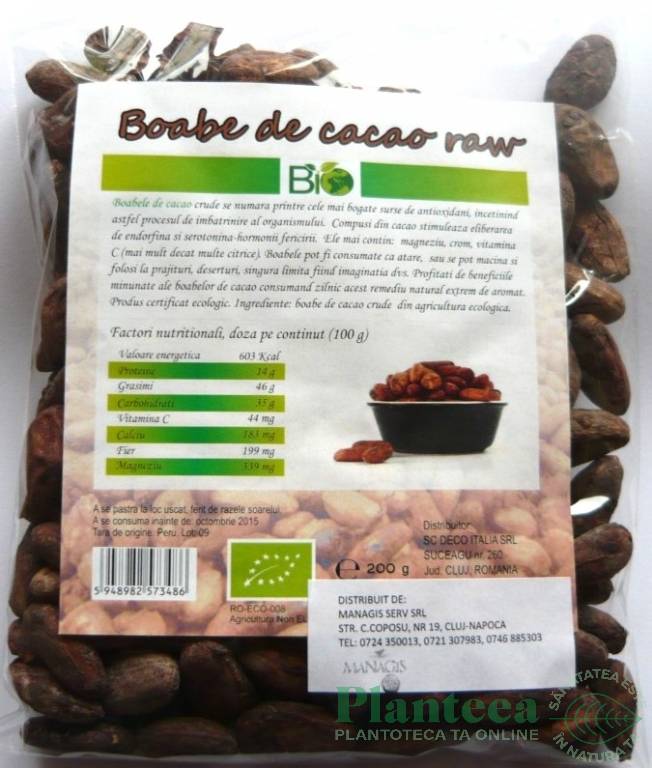 Boabe de cacao raw
BiO
Boabele de cacao crude se numara printre cele mai bogate surse de antioxidani, incetinind
astfel procesul de imbatrinire al organismului. Compusi din cacao stimuleaza eliberarea
de endorfina si serotonina-hormonii fericirii. Ele mai contin: magneziu, crom, vitamina
C (mai mult decat multe citrice). Boabele pot fi consumate ca atare, sau se pot macina si
folosi la prajituri, deserturi, singura limita fiind imaginatia dvs. Profitati de beneficiile
minunate ale boabelor de cacao consumand zilnic acest remediu natural extrem de aromat.
Produs certificat ecologic. Ingrediente: boabe de cacao crude din agricultura ecologica.
Factori nutritionali, doza pe continut (100 g)
Valoare energetica 603 Kcal
Proteine 14 g
Grasimi 46 g
Carbohidrati 35 g
Vitamina C 44 mg
Calciu 183 mg
Fier 199 mg
Magneziu 339 mg
A se pastra la loc uscat, ferit de razele soarelui.
A se consuma inainte de: octombrie 2015
Tara de origine: Peru. Lot 09
5 948982 573486
RO-ECO-008
Agricultura Non
℮ 200 g
Distribuitor:
SC DECO ITALIA SRL
SUCEAGU nr. 260
Jud. CLUJ, ROMANIA
DISTRIBUIT DE:
MANAGIS SERV SRL
STR. C.COPOSU, NR 19, CLUJ-NAPOCA
TEL: 0724 350013, 0721 307983, 0746 885303
MANAGIS
Planteea
PLANTOTECA TA ONLINE
SĂNĂTATEA ESTE
ÎN NATURA TA